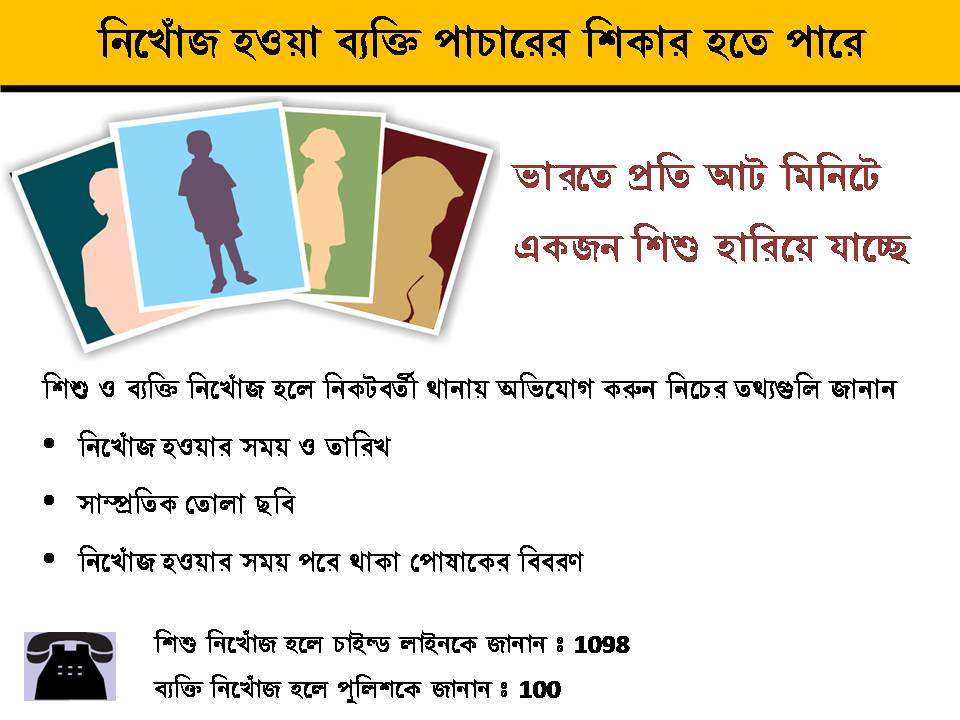 নিখোঁজ হওয়া ব্যক্তি পাচারের শিকার হতে পারে
ভারতে প্রতি আট মিনিটে
একজন শিশু হারিয়ে যাচ্ছে
শিশু ও ব্যক্তি নিখোঁজ হলে নিকটবর্তী থানায় অভিযোগ করুন নিচের তথ্যগুলি জানান
• নিখোঁজ হওয়ার সময় ও তারিখ
• সাম্প্রতিক তোলা ছবি
• নিখোঁজ হওয়ার সময় পরে থাকা পোষাকের বিবরণ
শিশু নিখোঁজ হলে চাইল্ড লাইনকে জানান ঃ 1098
ব্যক্তি নিখোঁজ হলে পুলিশকে জানান ঃ 100